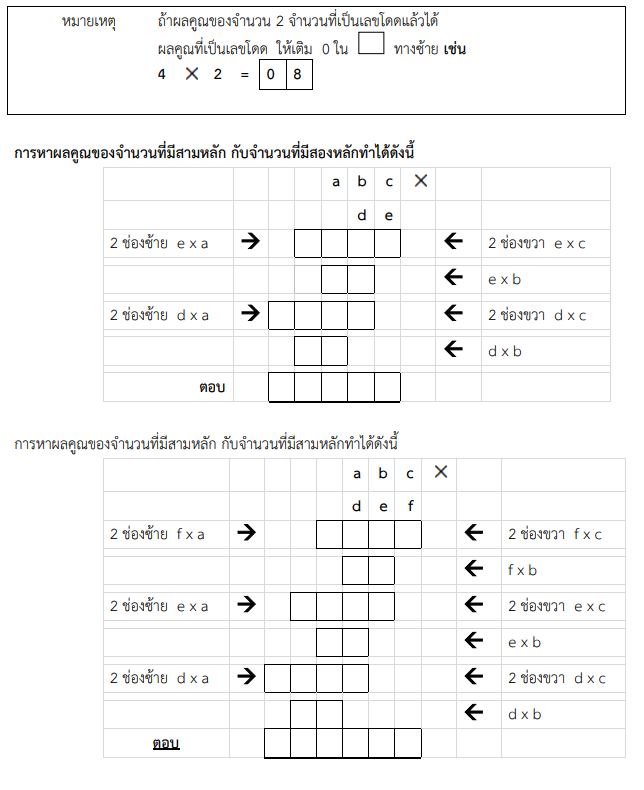 หมายเหตุ ถ้าผลคูณของจำนวน 2 จำนวนที่เป็นเลขโดดแล้วได้
ผลคูณที่เป็นเลขโดด ให้เติม 0 ใน ทางซ้าย เช่น
4 × 2 = 0 8
การหาผลคูณของจำนวนที่มีสามหลัก กับจำนวนที่มีสองหลักทำได้ดังนี้
a b c ×
d e
2 ช่องซ้าย e x a → ← 2 ช่องขวา e x c
← e x b
2 ช่องซ้าย d x a → ← 2 ช่องขวา d x c
← d x b
ตอบ
การหาผลคูณของจำนวนที่มีสามหลัก กับจำนวนที่มีสามหลักทำได้ดังนี้
a b c ×
d e f
2 ช่องซ้าย f x a → ← 2 ช่องขวา f x c
← f x b
2 ช่องซ้าย e x a → ← 2 ช่องขวา e x c
← e x b
2 ช่องซ้าย d x a → ← 2 ช่องขวา d x c
← d x b
ตอบ